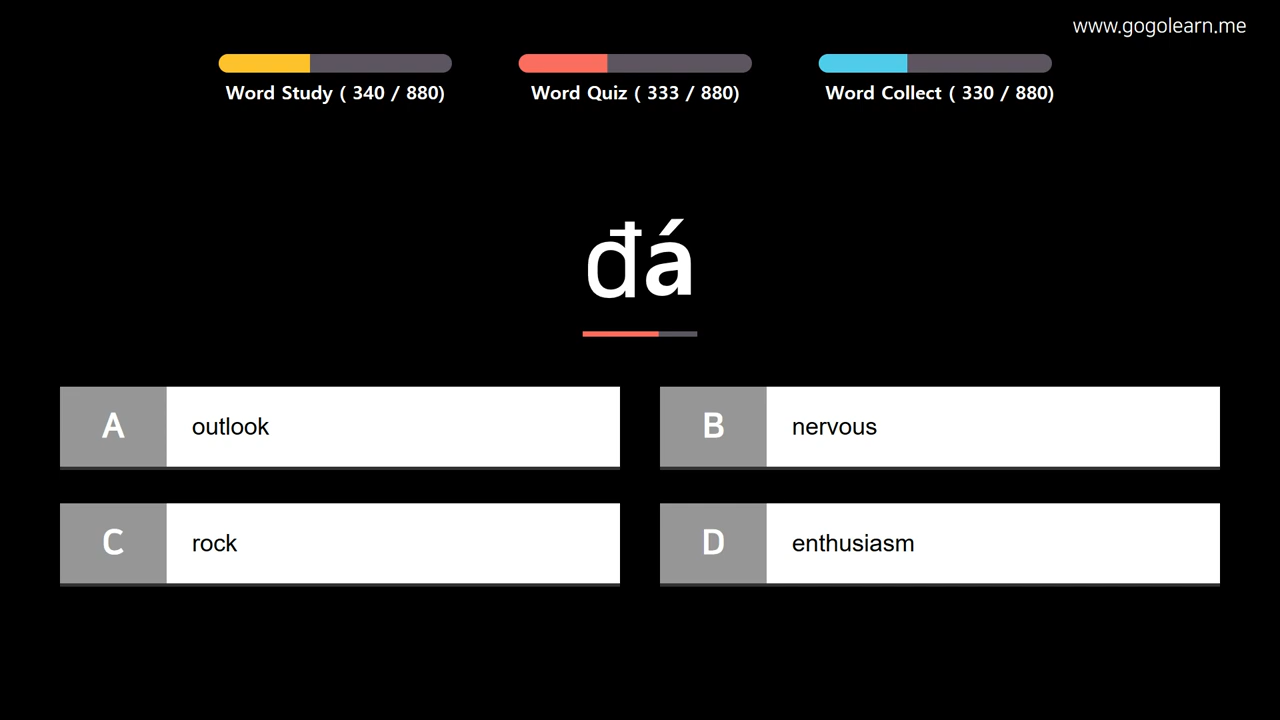 www.gogolearn.me
Word Study ( 340 / 880)
Word Quiz ( 333 / 880)
Word Collect ( 330 / 880)
đá
A
outlook
B
nervous
C
rock
D
enthusiasm